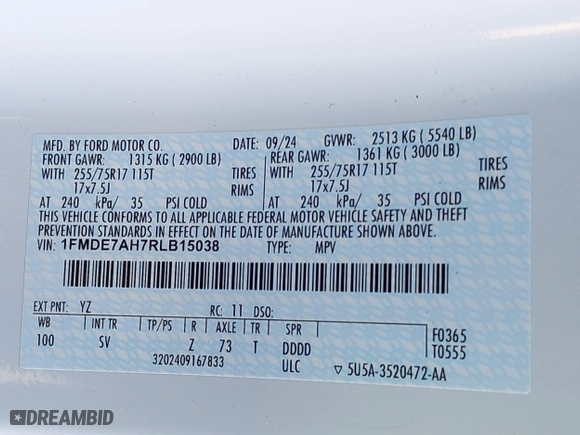 MFD. BY FORD MOTOR CO. DATE: 09/24 GVWR: 2513 KG ( 5540 LB)
FRONT GAWR: 1315 KG ( 2900 LB) REAR GAWR: 1361 KG ( 3000 LB)
WITH 255/75R17 115T TIRES WITH 255/75R17 115T TIRES
17x7.5J RIMS 17x7.5J RIMS
AT 240 kPa/ 35 PSI COLD AT 240 kPa/ 35 PSI COLD
THIS VEHICLE CONFORMS TO ALL APPLICABLE FEDERAL MOTOR VEHICLE SAFETY AND THEFT
PREVENTION STANDARDS IN EFFECT ON THE DATE OF MANUFACTURE SHOWN ABOVE.
VIN: 1FMDE7AH7RLB15038 TYPE: MPV
EXT PNT: YZ RC: 11 DSO:
WB INT TR TP/PS R AXLE TR SPR F0365
100 SV Z 73 T DDDD T0555
3202409167833 ULC ▽ 5U5A-3520472-AA
DREAMBID